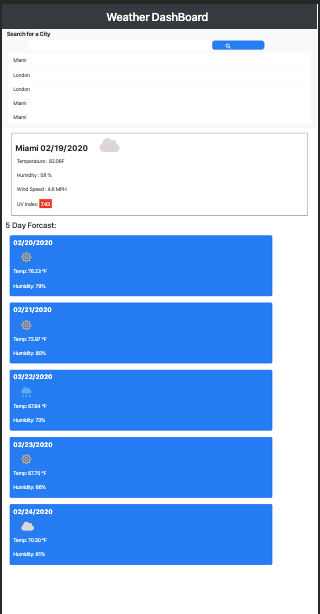 Weather DashBoard
Search for a City
Miami
London
London
Miami
Miami
Miami 02/19/2020
Temperature : 82.06F
Humidity : 58 %
Wind Speed : 4.6 MPH
UV Index: 7.43
5 Day Forcast:
02/20/2020
Temp: 76.23 °F
Humidity: 79%
02/21/2020
Temp: 72.97 °F
Humidity: 80%
02/22/2020
Temp: 67.84 °F
Humidity: 73%
02/23/2020
Temp: 67.75 °F
Humidity: 66%
02/24/2020
Temp: 70.30 °F
Humidity: 61%